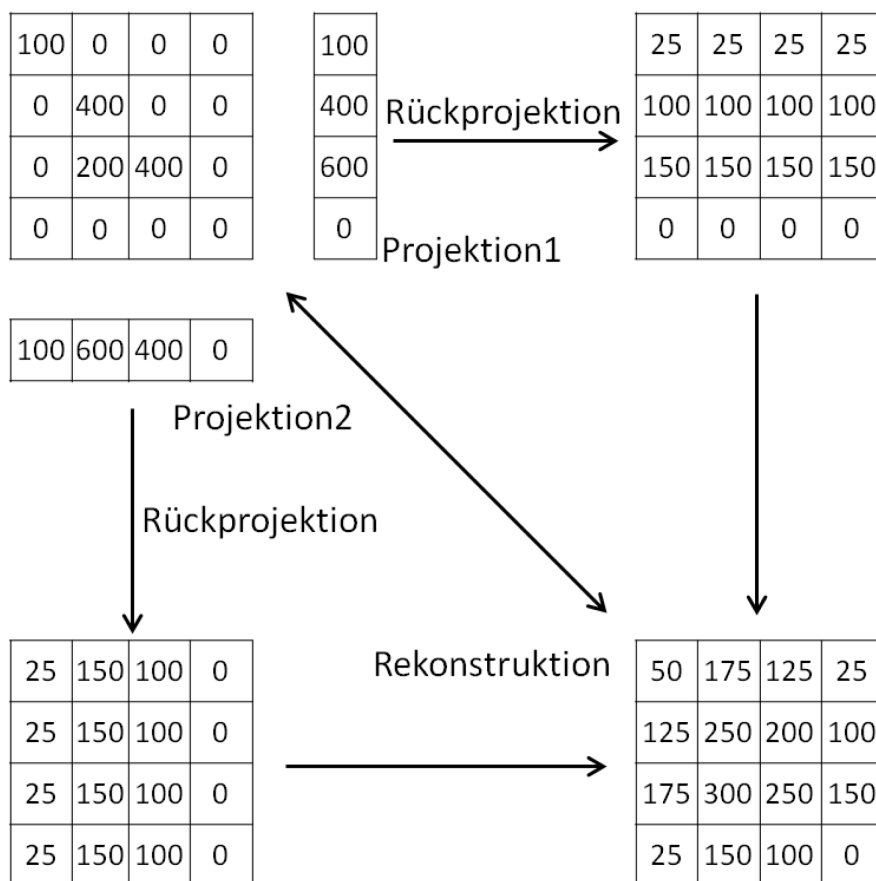 100 0 0 0 100 25 25 25 25
0 400 0 0 400 Rückprojektion 100 100 100 100
0 200 400 0 600 150 150 150 150
0 0 0 0 0 Projektion1 0 0 0 0
100 600 400 0
Projektion2
Rückprojektion
25 150 100 0 Rekonstruktion 50 175 125 25
25 150 100 0 125 250 200 100
25 150 100 0 175 300 250 150
25 150 100 0 25 150 100 0